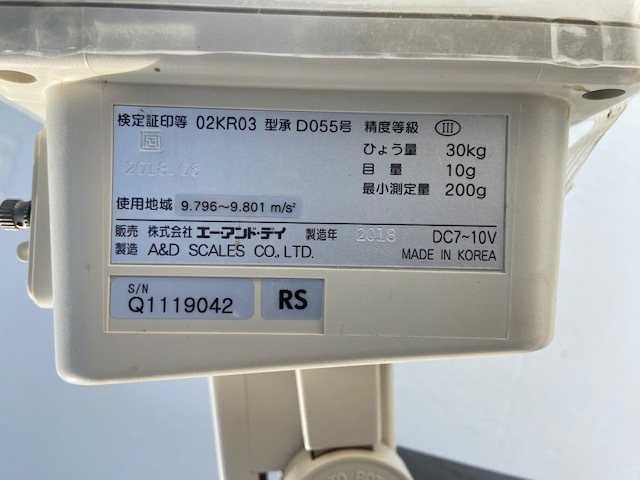 検定証印等 02KR03 型承 D055号 精度等級 III
ひょう量 30kg
2018.06
目量 10g
最小測定量 200g
使用地域 9.796~9.801 m/s²
販売 株式会社 エーアンド・デイ 製造年 2018 DC7~10V
製造 A&D SCALES CO.,LTD. MADE IN KOREA
S/N
Q1119042
RS